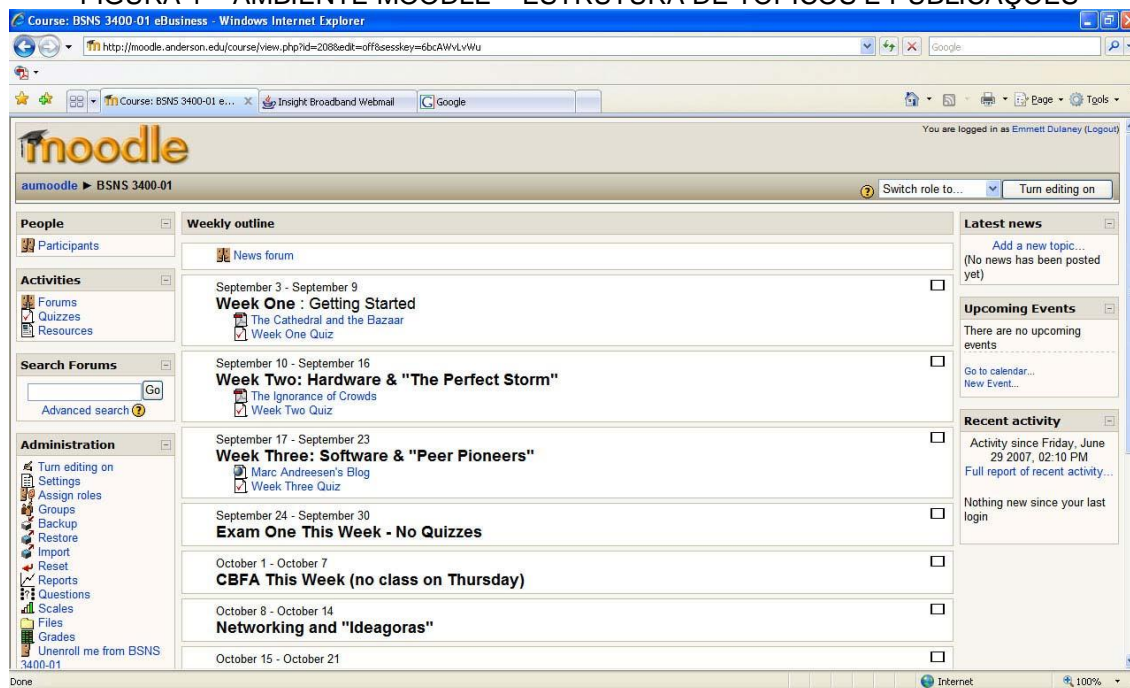 FIGURA 1 – AMBIENTE MOODLE – ESTRUTURA DE TÓPICOS E PUBLICAÇÕES
Course: BSNS 3400-01 eBusiness - Windows Internet Explorer
http://moodle.anderson.edu/course/view.php?id=208&edit=off&sesskey=6bcAWvLvWu
Google
Course: BSNS 3400-01 e...
Insight Broadband Webmail
Google
Page
Tools
moodle
You are logged in as Emmett Dulaney (Logout)
aumoodle ► BSNS 3400-01
Switch role to...
Turn editing on
People
Participants
Activities
Forums
Quizzes
Resources
Search Forums
Go
Advanced search
Administration
Turn editing on
Settings
Assign roles
Groups
Backup
Restore
Import
Reset
Reports
Questions
Scales
Files
Grades
Unenroll me from BSNS
3400-01
Weekly outline
News forum
September 3 - September 9
Week One : Getting Started
The Cathedral and the Bazaar
Week One Quiz
September 10 - September 16
Week Two: Hardware & "The Perfect Storm"
The Ignorance of Crowds
Week Two Quiz
September 17 - September 23
Week Three: Software & "Peer Pioneers"
Marc Andreesen's Blog
Week Three Quiz
September 24 - September 30
Exam One This Week - No Quizzes
October 1 - October 7
CBFA This Week (no class on Thursday)
October 8 - October 14
Networking and "Ideagoras"
October 15 - October 21
Latest news
Add a new topic...
(No news has been posted
yet)
Upcoming Events
There are no upcoming
events
Go to calendar...
New Event...
Recent activity
Activity since Friday, June
29 2007, 02:10 PM
Full report of recent activity...
Nothing new since your last
login
Done
Internet
100%